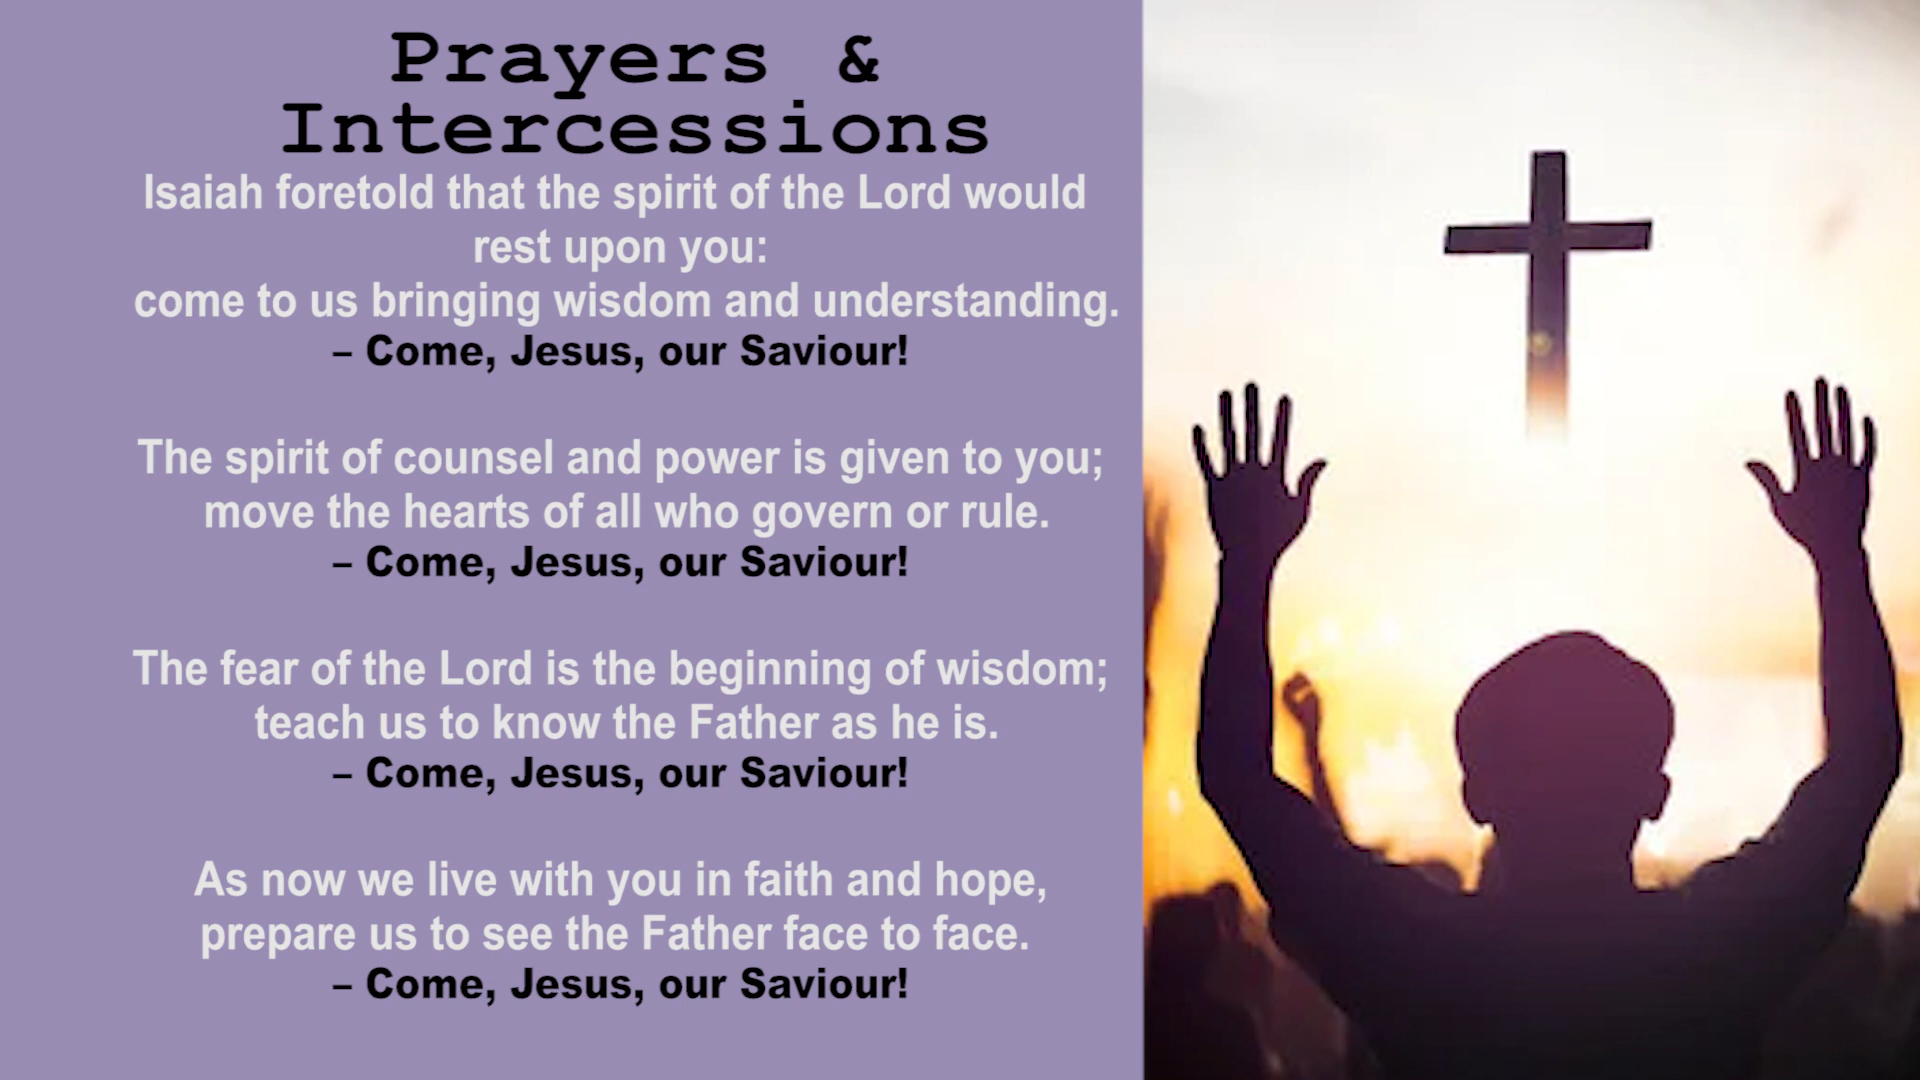 Prayers &
Intercessions
Isaiah foretold that the spirit of the Lord would
rest upon you:
come to us bringing wisdom and understanding.
– Come, Jesus, our Saviour!
The spirit of counsel and power is given to you;
move the hearts of all who govern or rule.
– Come, Jesus, our Saviour!
The fear of the Lord is the beginning of wisdom;
teach us to know the Father as he is.
– Come, Jesus, our Saviour!
As now we live with you in faith and hope,
prepare us to see the Father face to face.
– Come, Jesus, our Saviour!